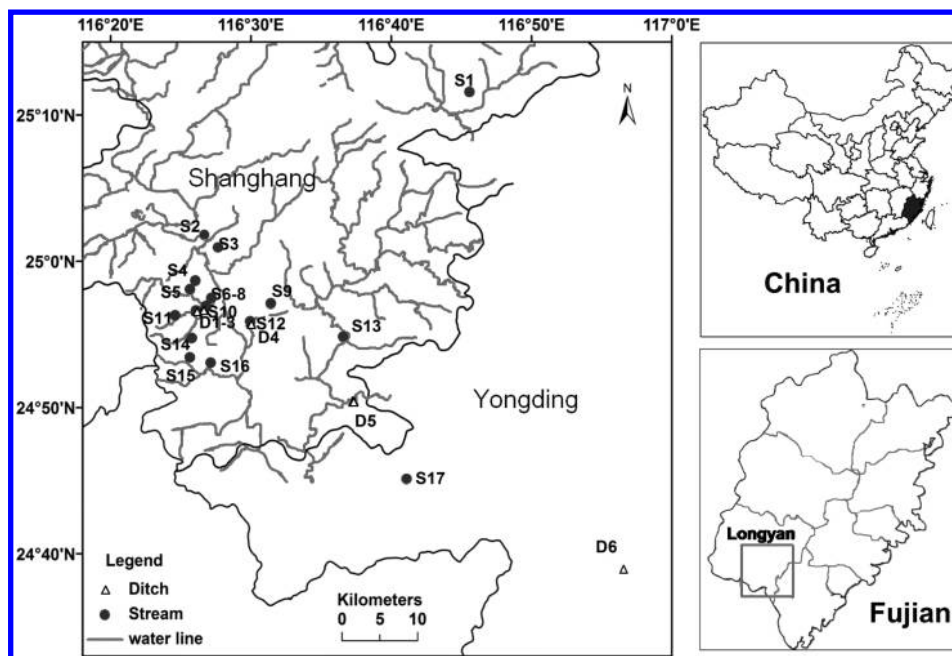 116°20'E 116°30'E 116°40'E 116°50'E 117°0'E
25°10'N
25°0'N
24°50'N
24°40'N
N
S1
Shanghang
S2
S3
S4
S5
S6-8
S9
S10
S11
D1-3
S12
D4
S13
S14
S15
S16
Yongding
D5
S17
D6
Legend
Ditch
Stream
water line
Kilometers
0 5 10
China
Longyan
Fujian